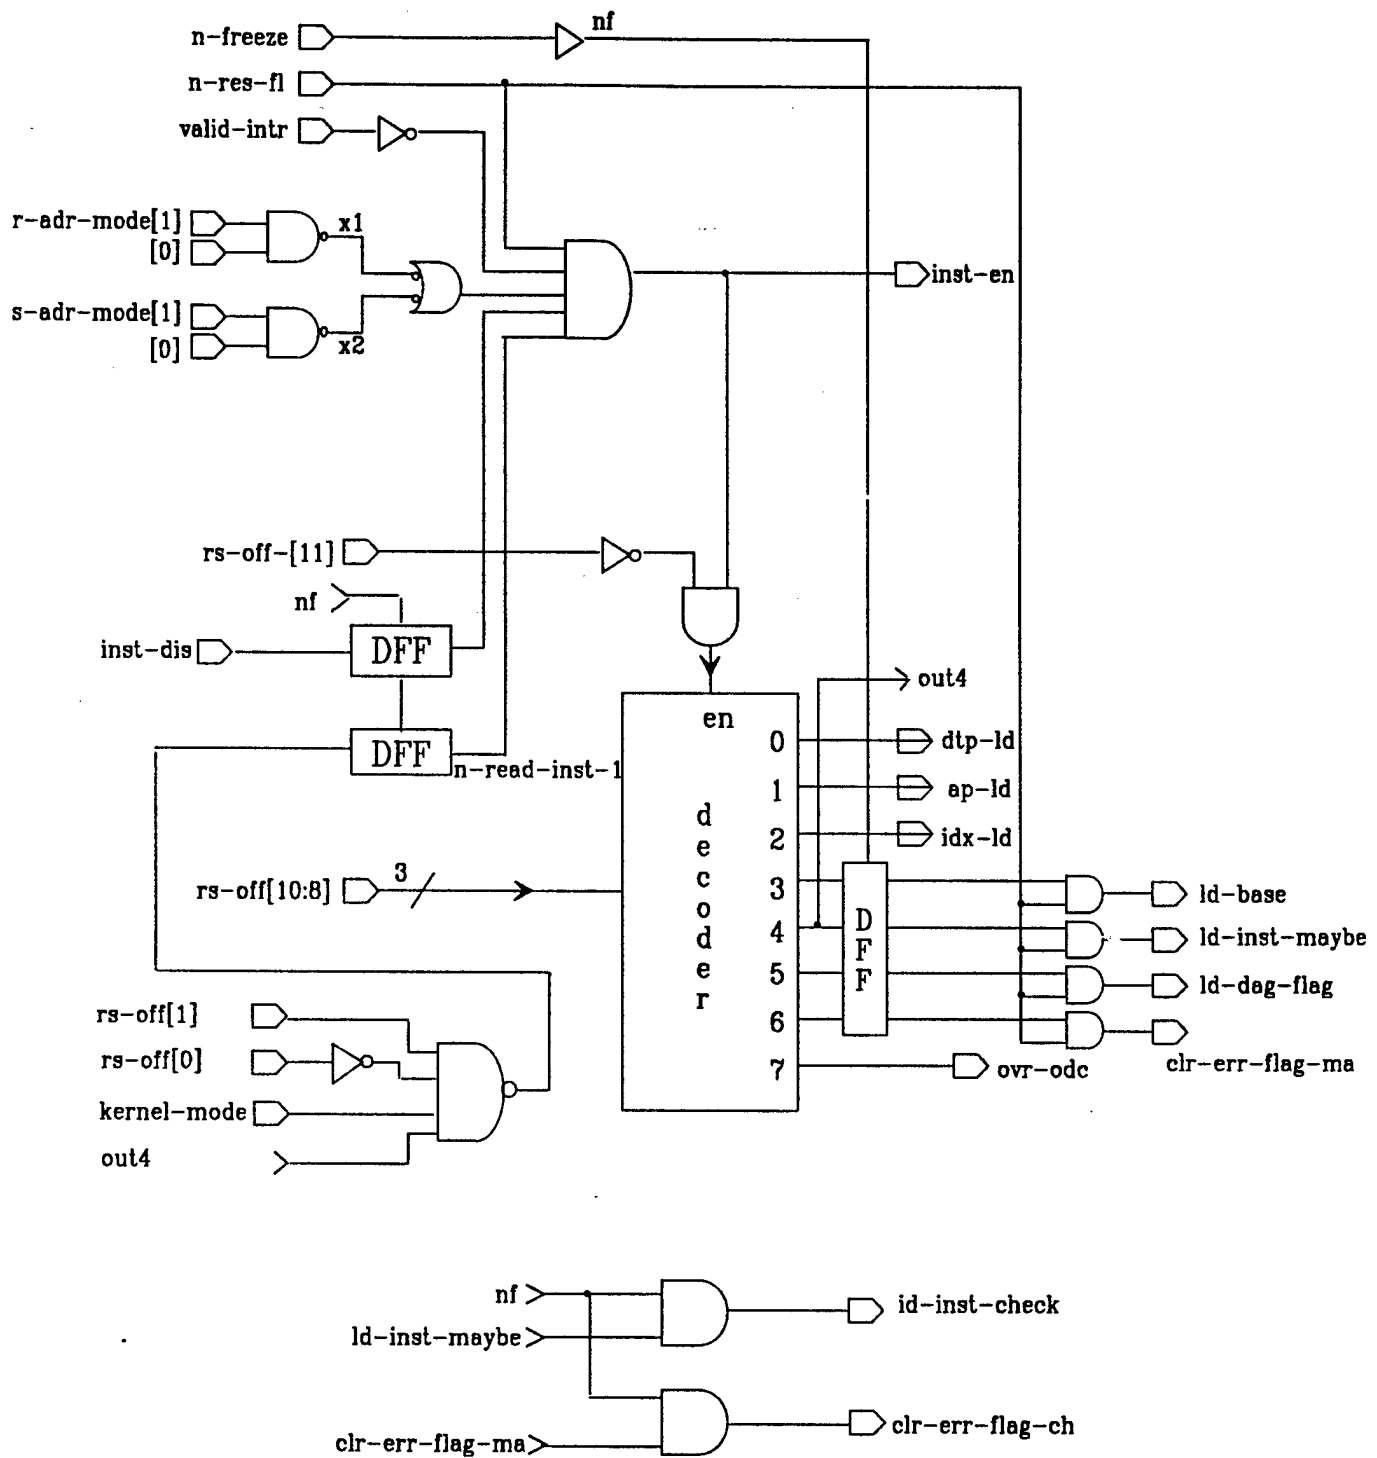 n-freeze
nf
n-res-fl
valid-intr
r-adr-mode[1]
[0]
x1
s-adr-mode[1]
[0]
x2
inst-en
rs-off-[11]
nf
inst-dis
DFF
DFF
n-read-inst-1
en
decoder
0
1
2
3
4
5
6
7
out4
dtp-ld
ap-ld
idx-ld
DFF
rs-off[10:8]
3
ld-base
ld-inst-maybe
ld-dag-flag
clr-err-flag-ma
ovr-odc
rs-off[1]
rs-off[0]
kernel-mode
out4
nf
ld-inst-maybe
id-inst-check
clr-err-flag-ma
clr-err-flag-ch